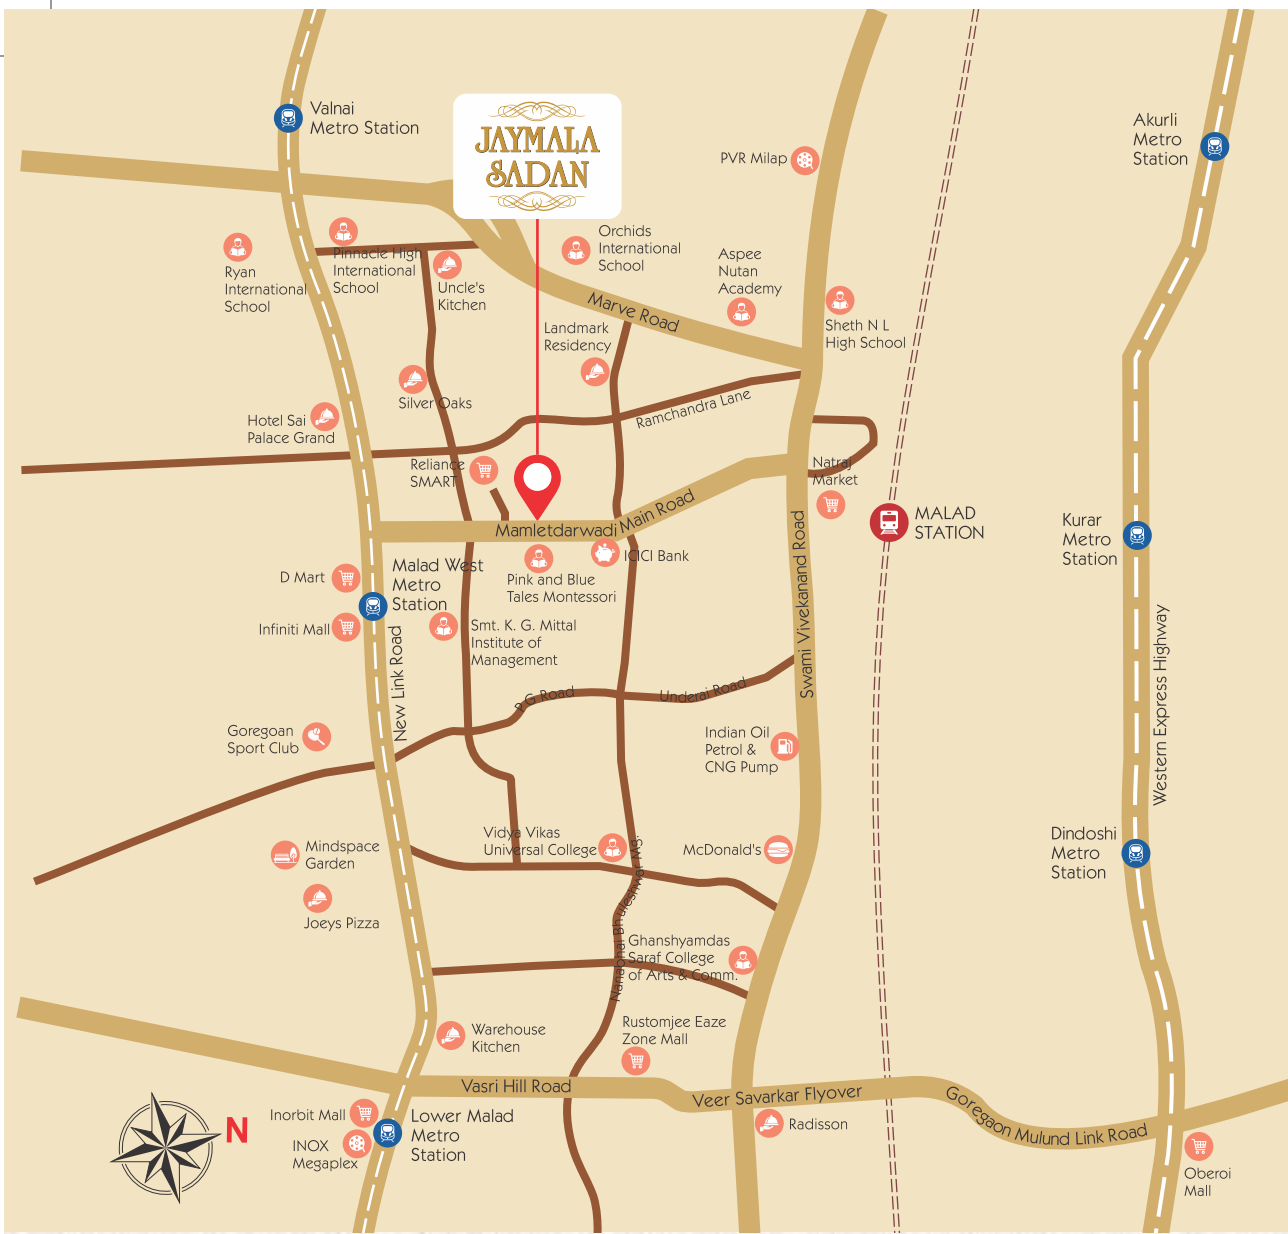 Valnai
Metro Station
JAYMALA
SADAN
PVR Milap
Akurli
Metro
Station
Ryan
International
School
Pinnacle High
International
School
Uncle's
Kitchen
Orchids
International
School
Aspee
Nutan
Academy
Marve Road
Landmark
Residency
Sheth N L
High School
Silver Oaks
Ramchandra Lane
Hotel Sai
Palace Grand
Reliance
SMART
Natraj
Market
Mamletdarwadi Main Road
MALAD
STATION
Kurar
Metro
Station
D Mart
Malad West
Metro
Station
Pink and Blue
Tales Montessori
ICICI Bank
Infiniti Mall
Smt. K. G. Mittal
Institute of
Management
New Link Road
Swami Vivekanand Road
Western Express Highway
P G Road
Underai Road
Goregoan
Sport Club
Indian Oil
Petrol &
CNG Pump
Mindspace
Garden
Vidya Vikas
Universal College
McDonald's
Dindoshi
Metro
Station
Joeys Pizza
Nanabhai Bhuleshwar MG.
Ghanshyamdas
Saraf College
of Arts & Comm.
Warehouse
Kitchen
Rustomjee Eaze
Zone Mall
Vasri Hill Road
Veer Savarkar Flyover
Goregaon Mulund Link Road
N
Inorbit Mall
INOX
Megaplex
Lower Malad
Metro
Station
Radisson
Oberoi
Mall